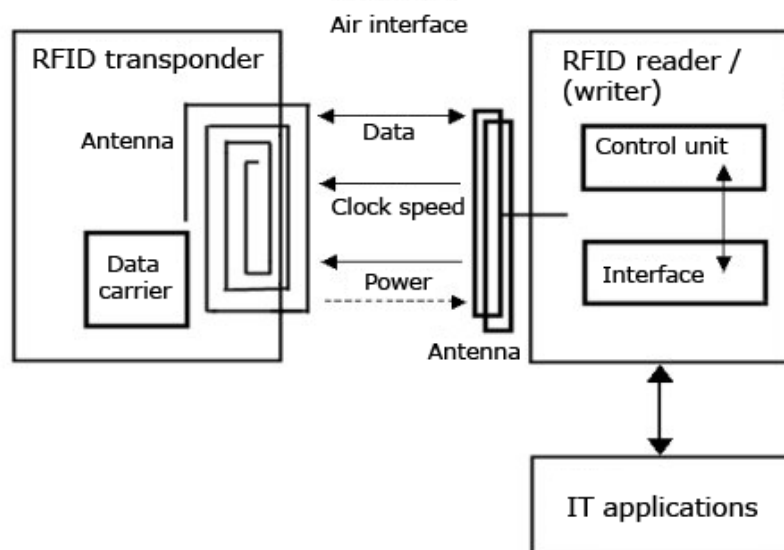 Air interface
RFID transponder
Antenna
Data
carrier
Data
Clock speed
Power
Antenna
RFID reader /
(writer)
Control unit
Interface
IT applications